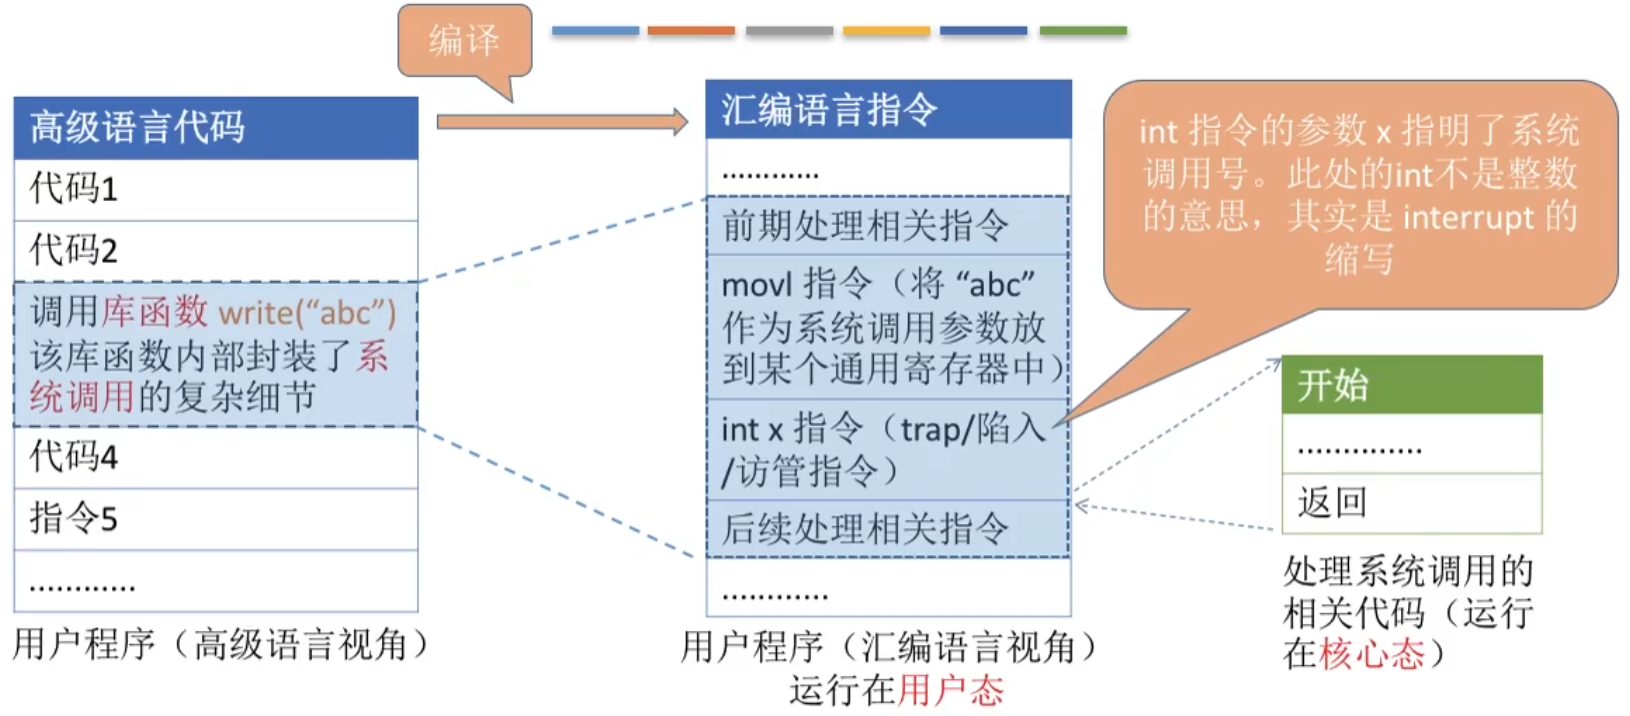 编译
高级语言代码
代码1
代码2
调用库函数 write(“abc”)
该库函数内部封装了系
统调用的复杂细节
代码4
指令5
…………
用户程序（高级语言视角）
汇编语言指令
…………
前期处理相关指令
movl 指令（将 “abc”
作为系统调用参数放
到某个通用寄存器中）
int x 指令（trap/陷入
/访管指令）
后续处理相关指令
…………
用户程序（汇编语言视角）
运行在用户态
int 指令的参数 x 指明了系统
调用号。此处的int不是整数
的意思，其实是 interrupt 的
缩写
开始
…………..
返回
处理系统调用的
相关代码（运行
在核心态）